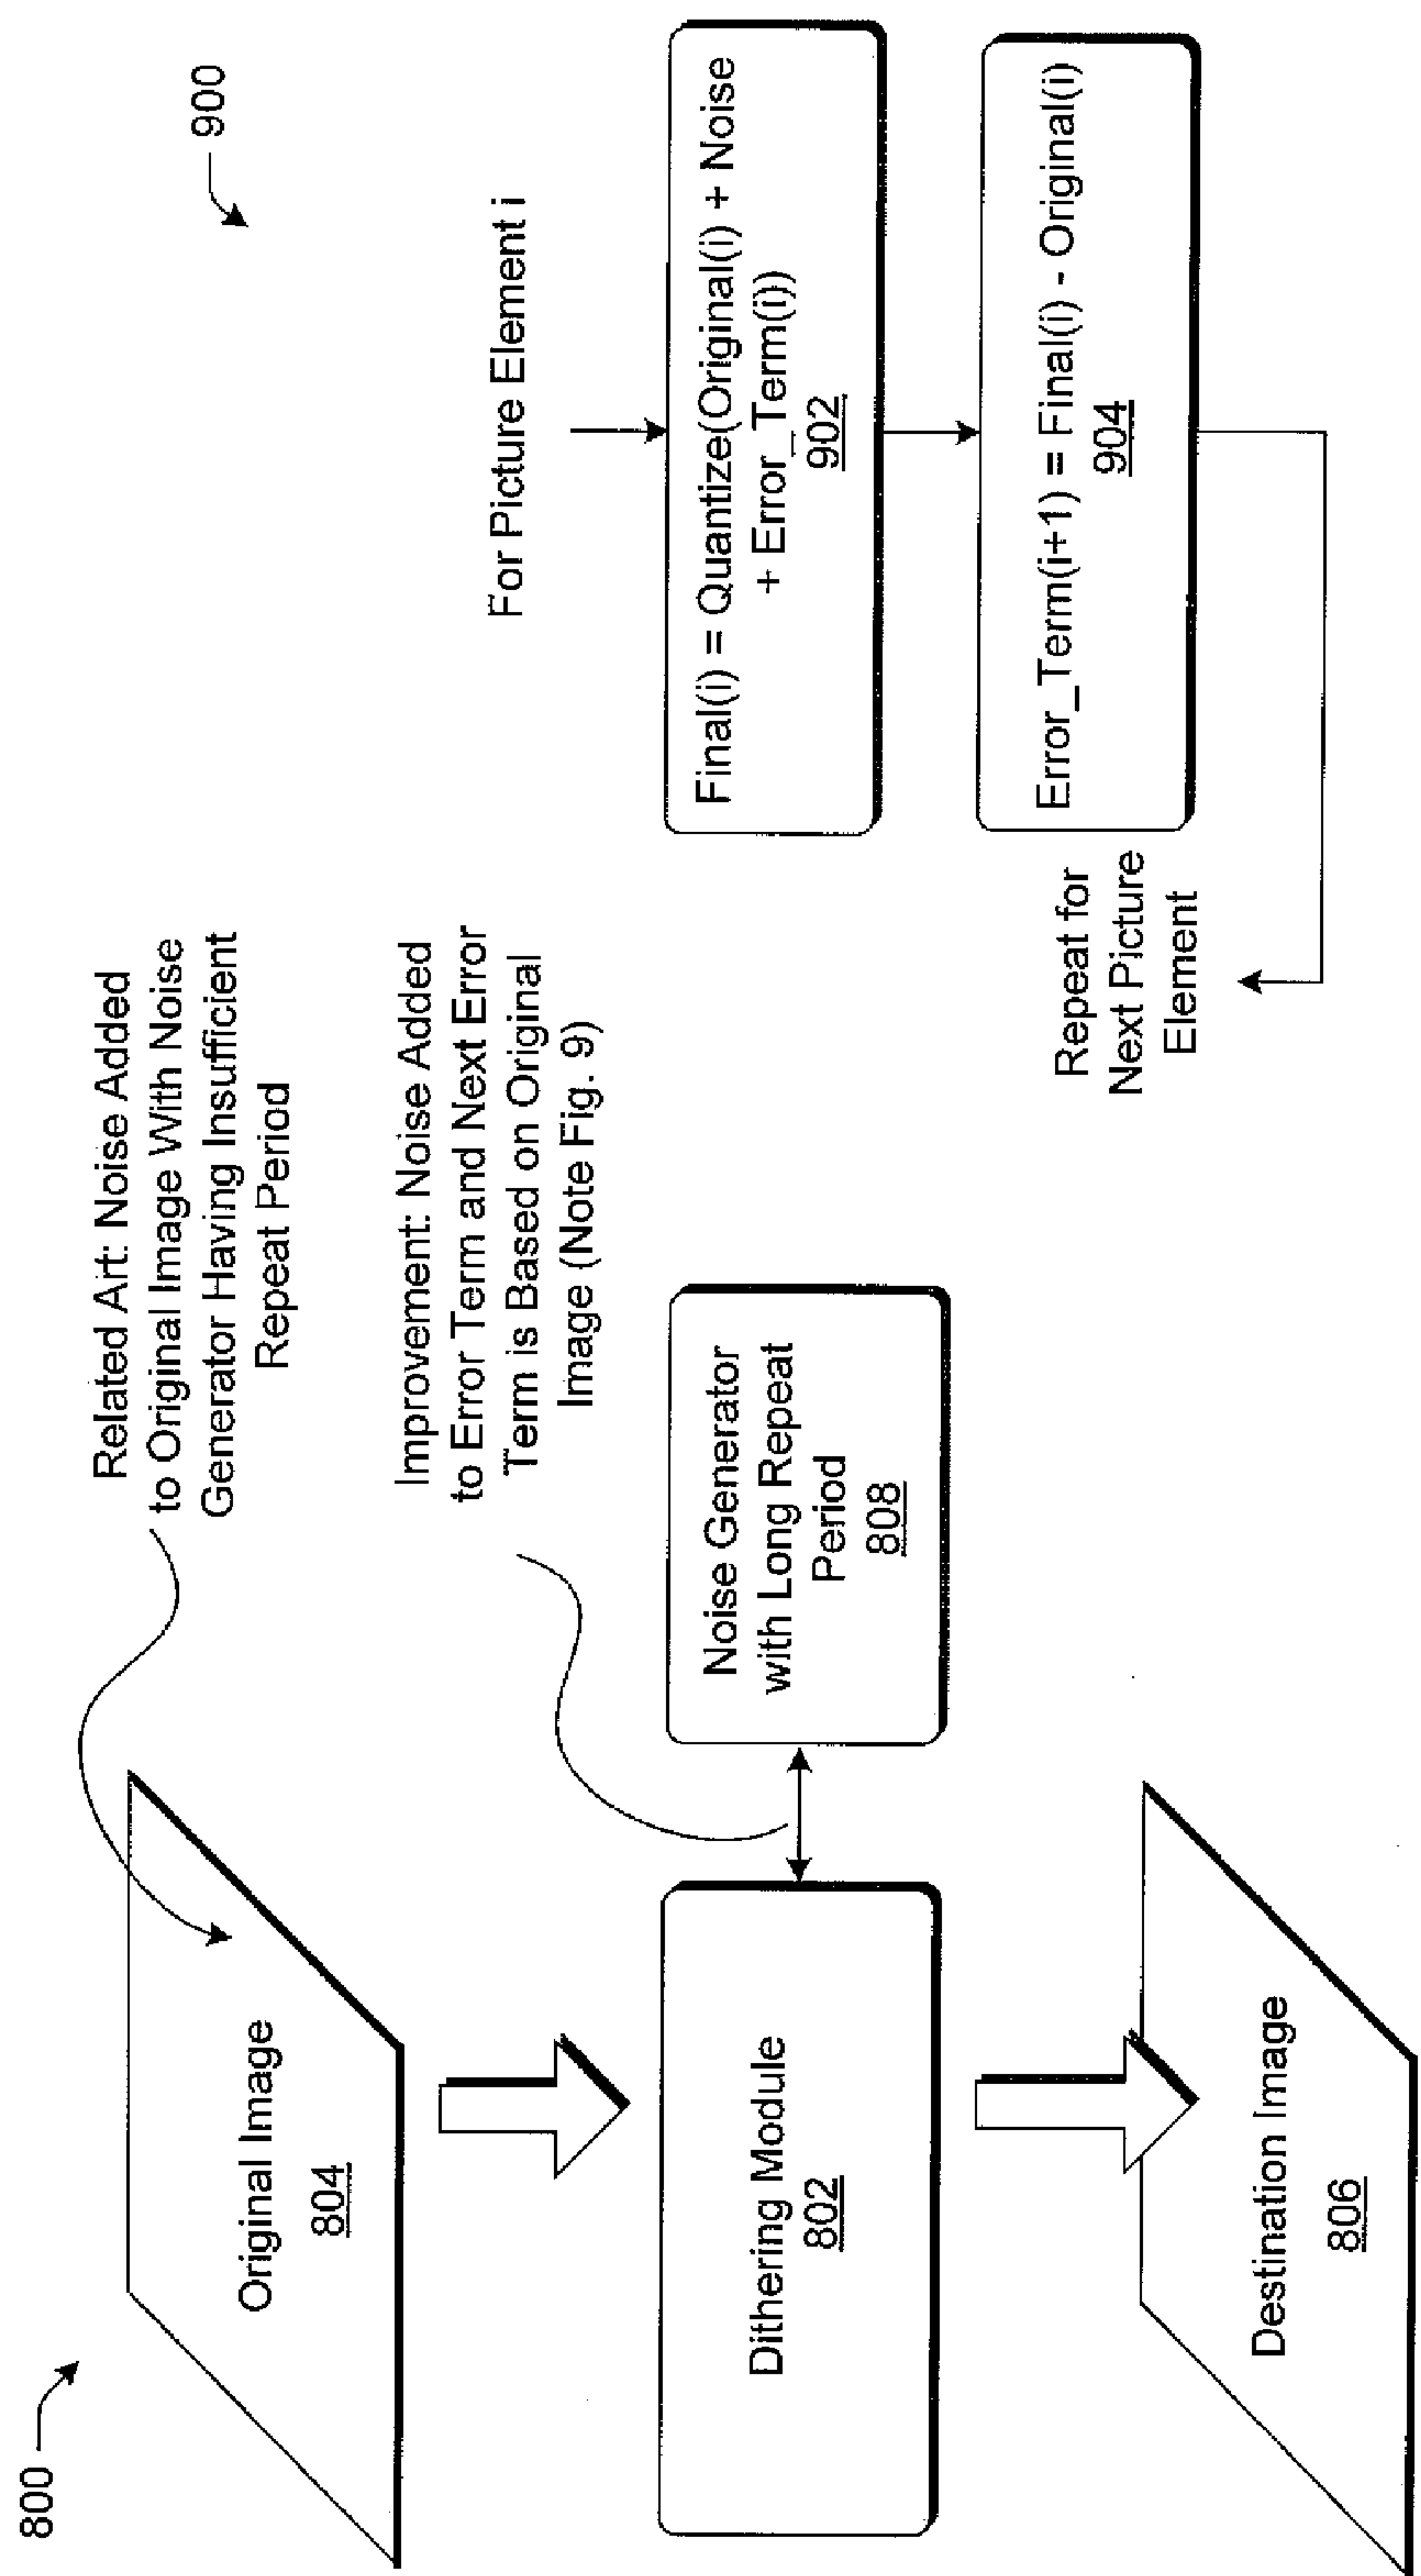 800
Related Art: Noise Added
to Original Image With Noise
Generator Having Insufficient
Repeat Period
Original Image
804
Improvement: Noise Added
to Error Term and Next Error
Term is Based on Original
Image (Note Fig. 9)
Dithering Module
802
Noise Generator
with Long Repeat
Period
808
Destination Image
806
900
For Picture Element i
Final(i) = Quantize(Original(i) + Noise
+ Error_Term(i))
902
Error_Term(i+1) = Final(i) - Original(i)
904
Repeat for
Next Picture
Element